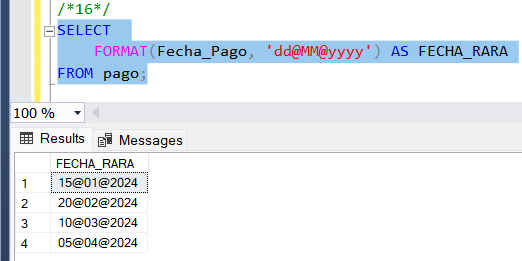 /*16*/
SELECT
FORMAT(Fecha_Pago, 'dd@MM@yyyy') AS FECHA_RARA
FROM pago;
100 %
Results Messages
FECHA_RARA
1 15@01@2024
2 20@02@2024
3 10@03@2024
4 05@04@2024